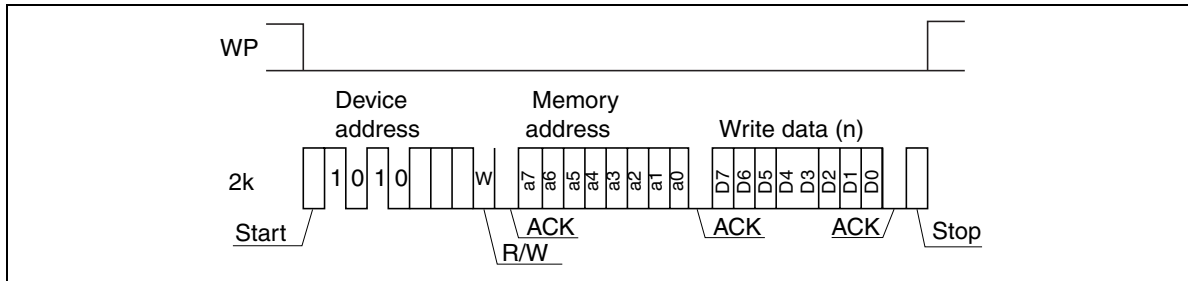 WP
Device
address
Memory
address
Write data (n)
2k
1 0 1 0 W a7 a6 a5 a4 a3 a2 a1 a0 D7 D6 D5 D4 D3 D2 D1 D0
Start ACK ACK ACK Stop
R/W